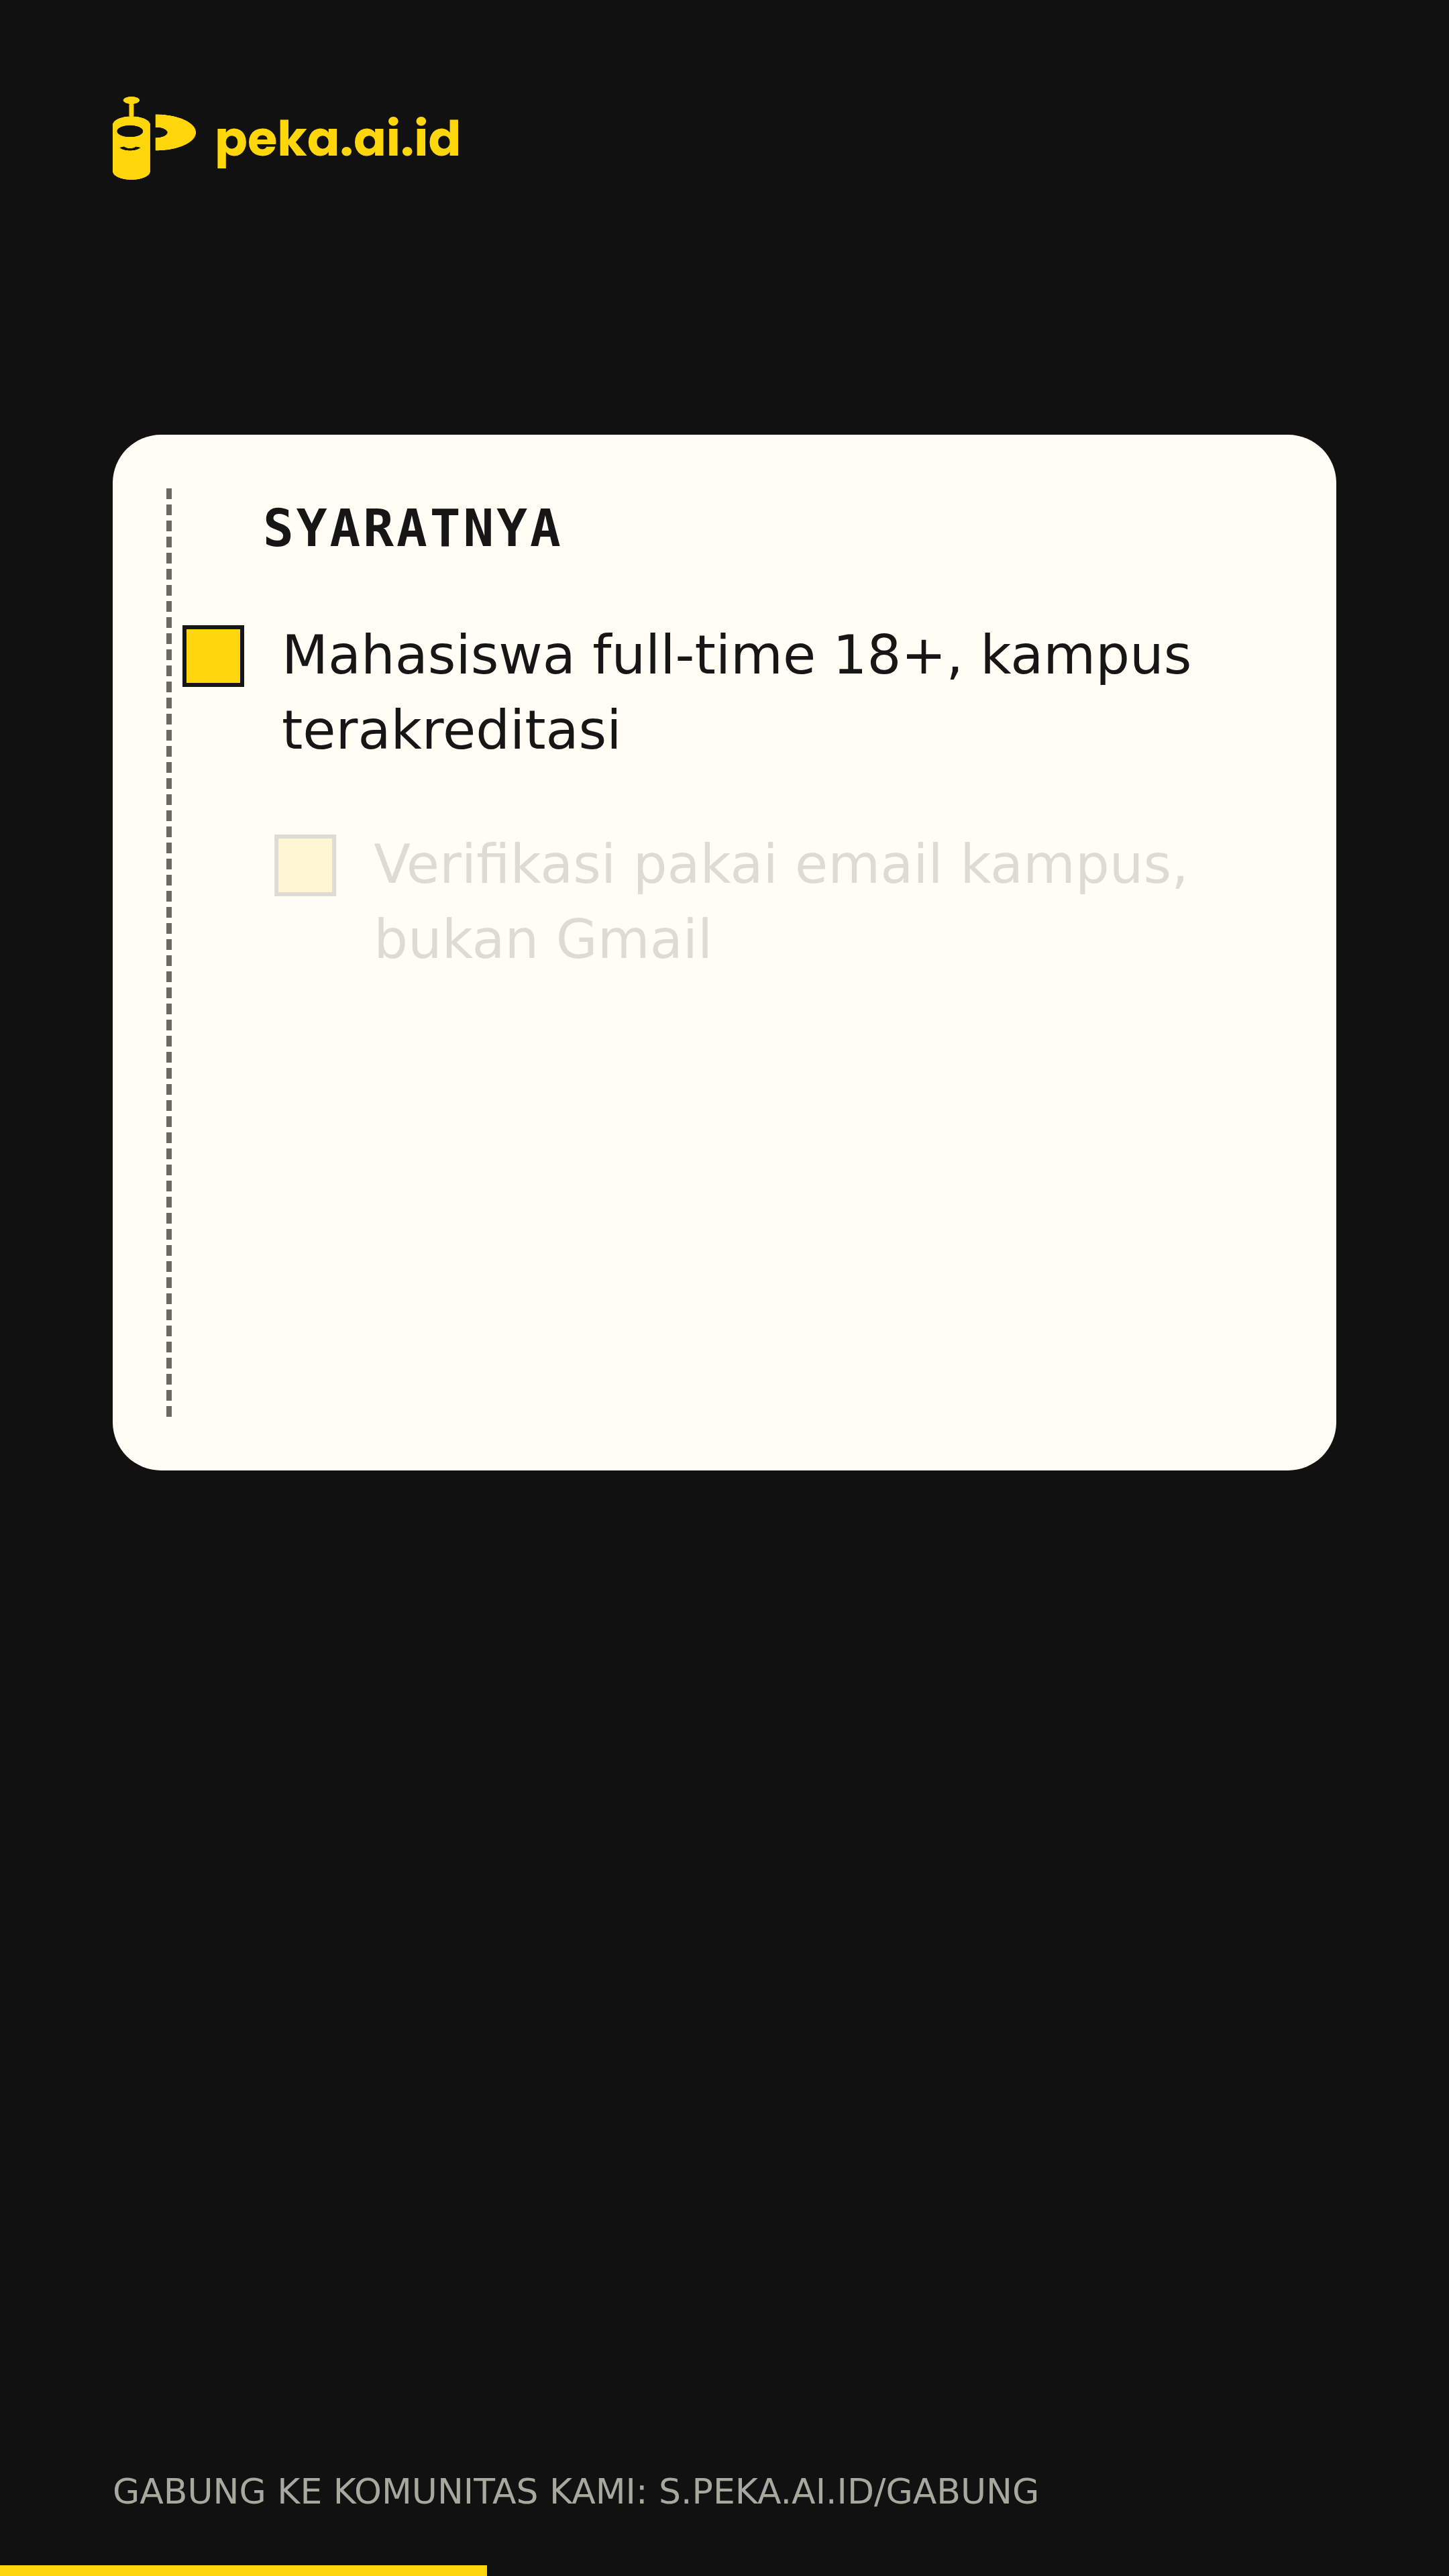 peka.ai.id
SYARATNYA
Mahasiswa full-time 18+, kampus
terakreditasi
Verifikasi pakai email kampus,
bukan Gmail
GABUNG KE KOMUNITAS KAMI: S.PEKA.AI.ID/GABUNG